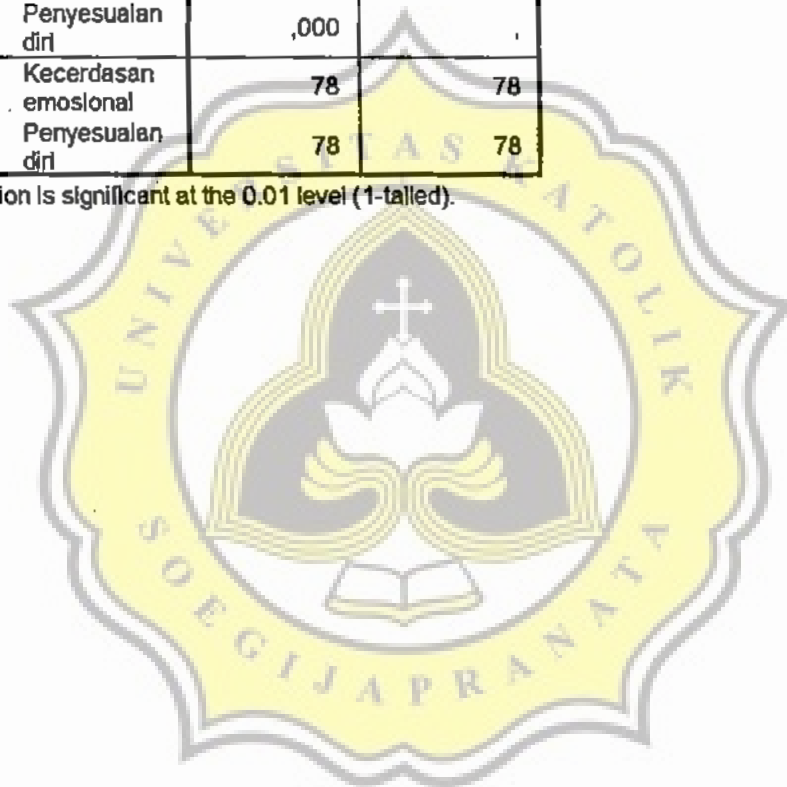 Penyesuaian
diri ,000 .
Kecerdasan
emosional 78 78
Penyesuaian
diri 78 78
ion is significant at the 0.01 level (1-tailed).
UNIVERSITAS KATOLIK
SOEGIJAPRANATA